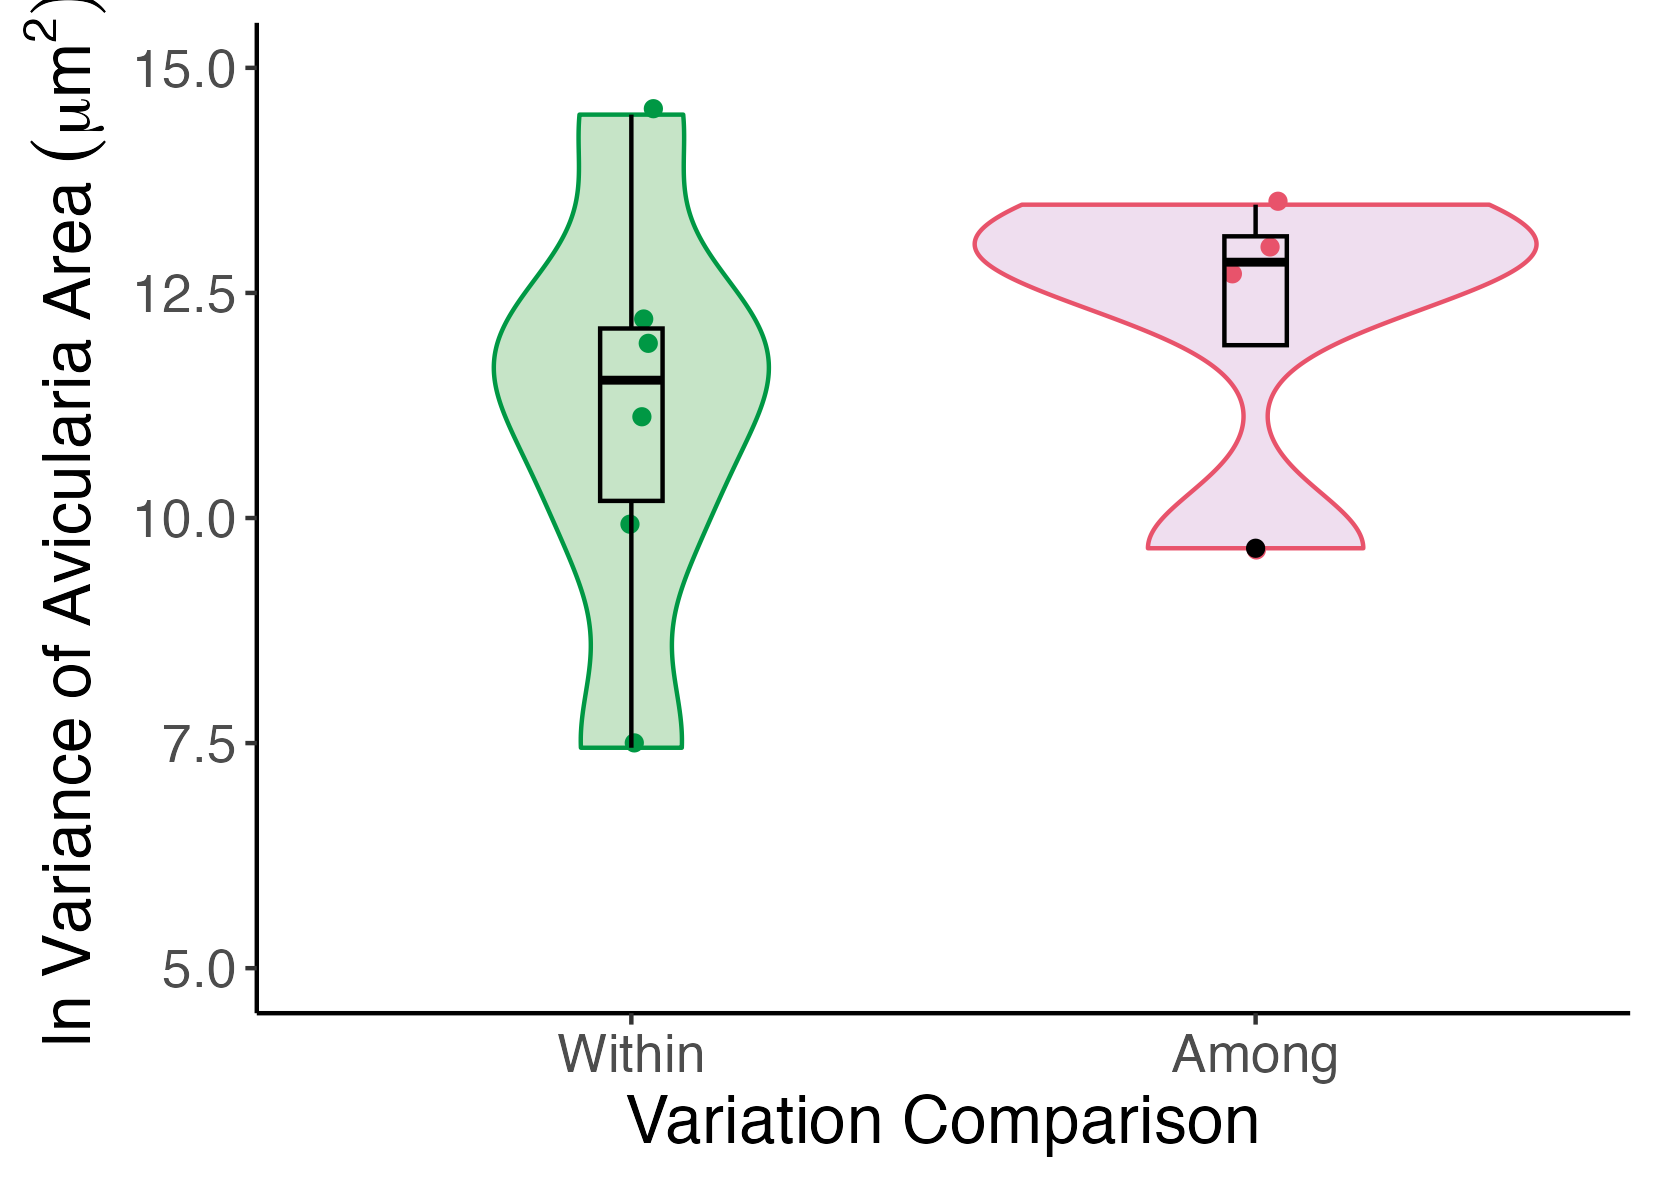 ln Variance of Avicularia Area (μm²)
15.0
12.5
10.0
7.5
5.0
Within
Among
Variation Comparison